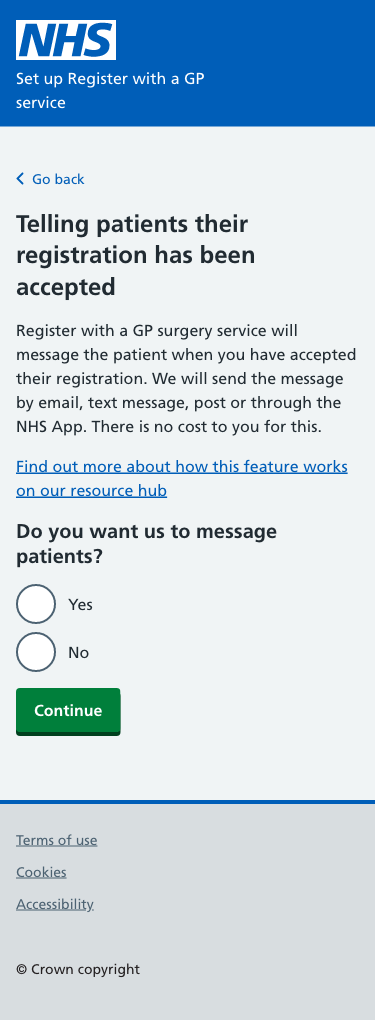 NHS
Set up Register with a GP
service
Go back
Telling patients their
registration has been
accepted
Register with a GP surgery service will
message the patient when you have accepted
their registration. We will send the message
by email, text message, post or through the
NHS App. There is no cost to you for this.
Find out more about how this feature works
on our resource hub
Do you want us to message
patients?
Yes
No
Continue
Terms of use
Cookies
Accessibility
© Crown copyright